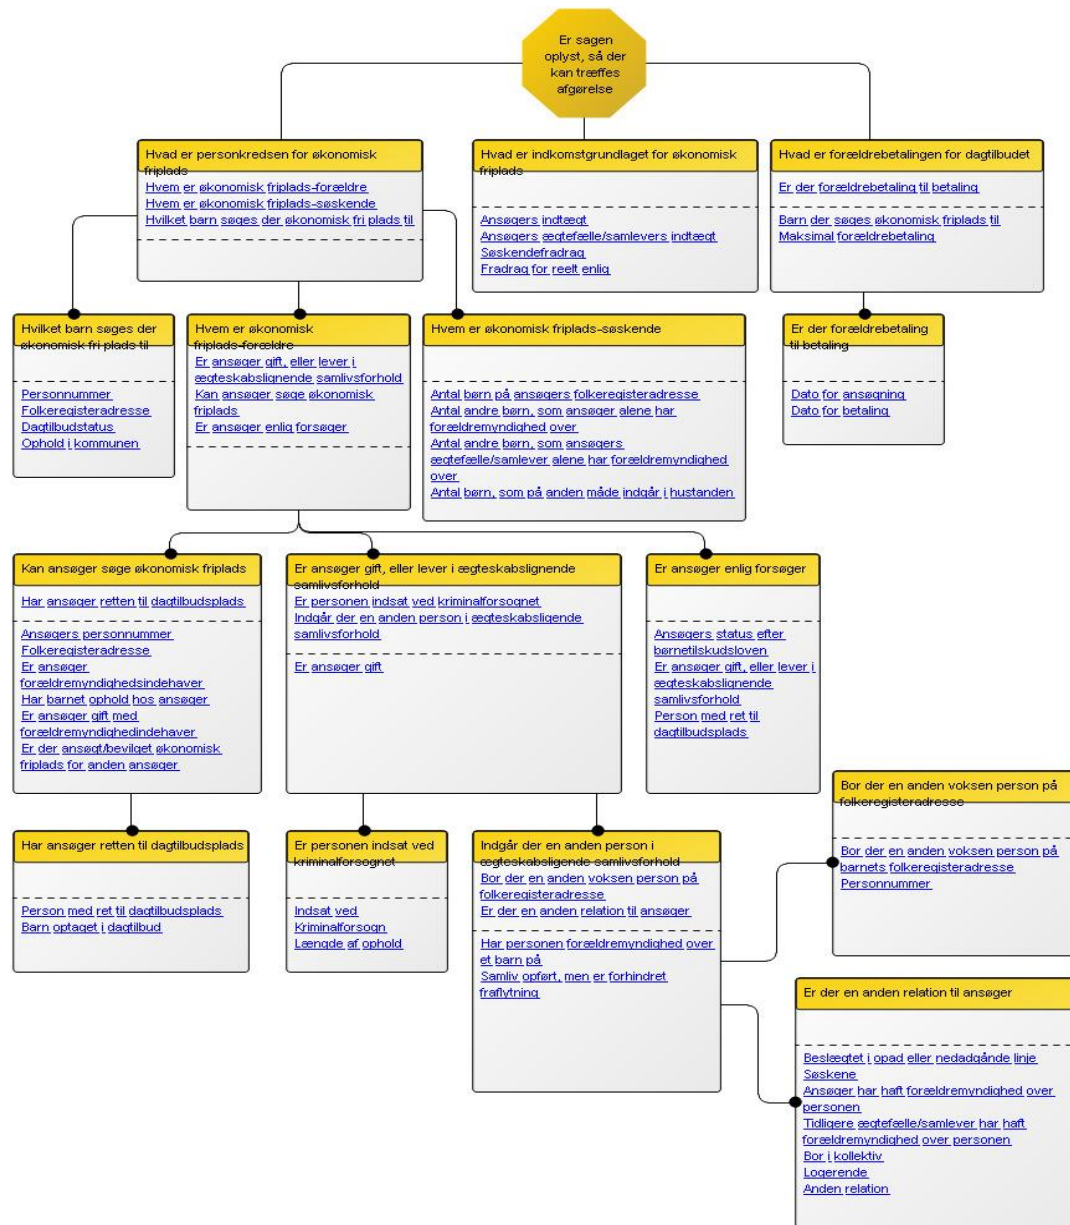 Er sagen
oplyst, så der
kan træffes
afgørelse
Hvad er personkredsen for økonomisk
friplads
Hvem er økonomisk friplads-forældre
Hvem er økonomisk friplads-søskende
Hvilket barn søges der økonomisk fri plads til
Hvad er indkomstgrundlaget for økonomisk
friplads
Ansøgers indtægt
Ansøgers ægtefælle/samlevers indtægt
Søskendefradrag
Fradrag for reelt enlig
Hvad er forældrebetalingen for dagtilbudet
Er der forældrebetaling til betaling
Barn der søges økonomisk friplads til
Maksimal forældrebetaling
Hvilket barn søges der
økonomisk fri plads til
Personnummer
Folkeregisteradresse
Dagtilbudstatus
Ophold i kommunen
Hvem er økonomisk
friplads-forældre
Er ansøger gift, eller lever i
ægteskabslignende samlivsforhold
Kan ansøger søge økonomisk
friplads
Er ansøger enlig forsøger
Hvem er økonomisk friplads-søskende
Antal børn på ansøgers folkeregisteradresse
Antal andre børn, som ansøger alene har
forældremyndighed over
Antal andre børn, som ansøgers
ægtefælle/samlever alene har forældremyndighed
over
Antal børn, som på anden måde indgår i hustanden
Er der forældrebetaling
til betaling
Dato for ansøgning
Dato for betaling
Kan ansøger søge økonomisk friplads
Har ansøger retten til dagtilbudsplads
Ansøgers personnummer
Folkeregisteradresse
Er ansøger
forældremyndighedsindehaver
Har barnet ophold hos ansøger
Er ansøger gift med
forældremyndighedindehaver
Er der ansøgt/bevilget økonomisk
friplads for anden ansøger
Er ansøger gift, eller lever i ægteskabslignende
samlivsforhold
Er personen indsat ved kriminalforsognet
Indgår der en anden person i ægteskabsligende
samlivsforhold
Er ansøger gift
Er ansøger enlig forsøger
Ansøgers status efter
børnetilskudsloven
Er ansøger gift, eller lever i
ægteskabslignende
samlivsforhold
Person med ret til
dagtilbudsplads
Har ansøger retten til dagtilbudsplads
Person med ret til dagtilbudsplads
Barn optaget i dagtilbud
Er personen indsat ved
kriminalforsognet
Indsat ved
Kriminalforsogn
Længde af ophold
Indgår der en anden person i
ægteskabsligende samlivsforhold
Bor der en anden voksen person på
folkeregisteradresse
Er der en anden relation til ansøger
Har personen forældremyndighed over
et barn på
Samliv opført, men er forhindret
fraflytning
Bor der en anden voksen person på
folkeregisteradresse
Bor der en anden voksen person på
barnets folkeregisteradresse
Personnummer
Er der en anden relation til ansøger
Beslægtet i opad eller nedadgånde linje
Søskene
Ansøger har haft forældremyndighed over
personen
Tidligere ægtefælle/samlever har haft
forældremyndighed over personen
Bor i kollektiv
Logerende
Anden relation